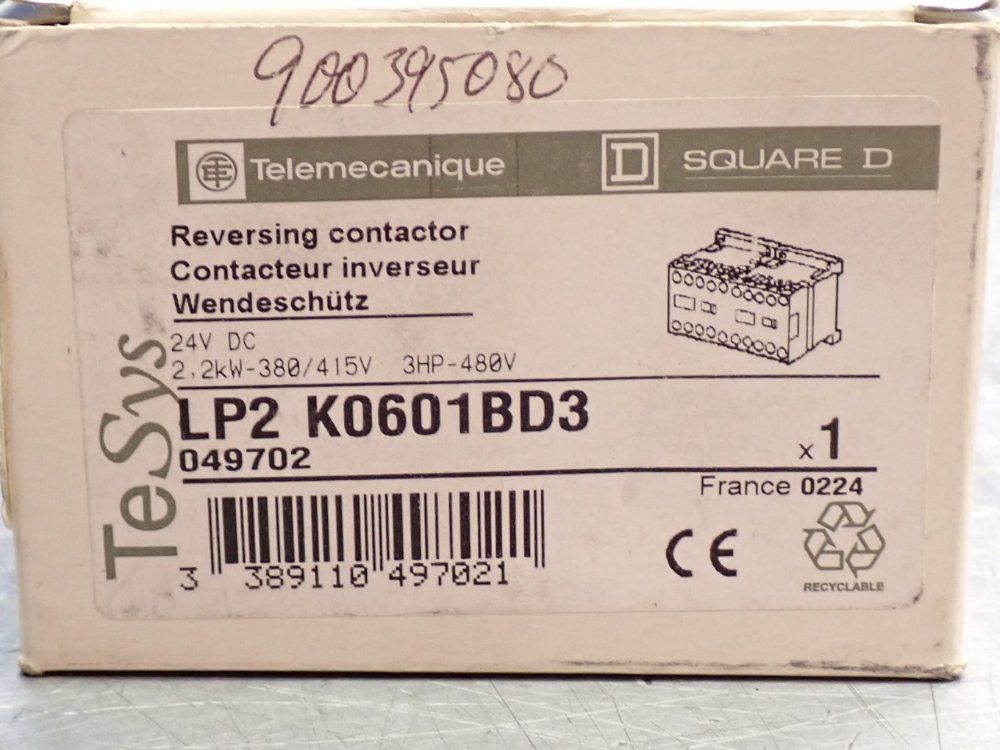 900395080
Telemecanique
D SQUARE D
Reversing contactor
Contacteur inverseur
Wendeschütz
24V DC
2,2kW-380/415V 3HP-480V
LP2 K0601BD3
049702
x 1
France 0224
TeSys
3 389110 497021
CE
RECYCLABLE